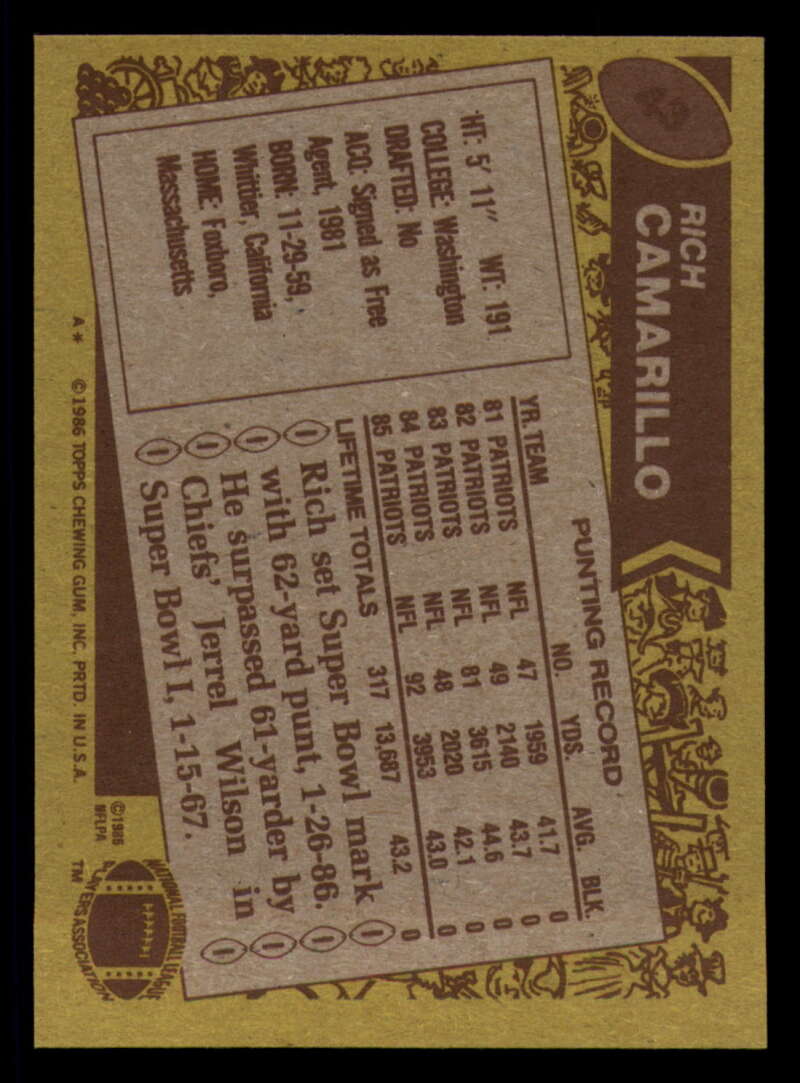 43
RICH
CAMARILLO
HT: 5' 11" WT: 191
COLLEGE: Washington
DRAFTED: No
ACQ: Signed as Free
Agent, 1981
BORN: 11-29-59,
Whittier, California
HOME: Foxboro,
Massachusetts
PUNTING RECORD
YR. TEAM NO. YDS. AVG. BLK.
81 PATRIOTS NFL 47 1959 41.7 0
82 PATRIOTS NFL 49 2140 43.7 0
83 PATRIOTS NFL 81 3615 44.6 0
84 PATRIOTS NFL 48 2020 42.1 0
85 PATRIOTS NFL 92 3953 43.0 0
LIFETIME TOTALS 317 13,687 43.2 0
Rich set Super Bowl mark
with 62-yard punt, 1-26-86.
He surpassed 61-yarder by
Chiefs' Jerrel Wilson in
Super Bowl I, 1-15-67.
A* ©1986 TOPPS CHEWING GUM, INC. PRTD. IN U.S.A.
©1986
NFLPA
NATIONAL FOOTBALL LEAGUE
PLAYERS ASSOCIATION
TM